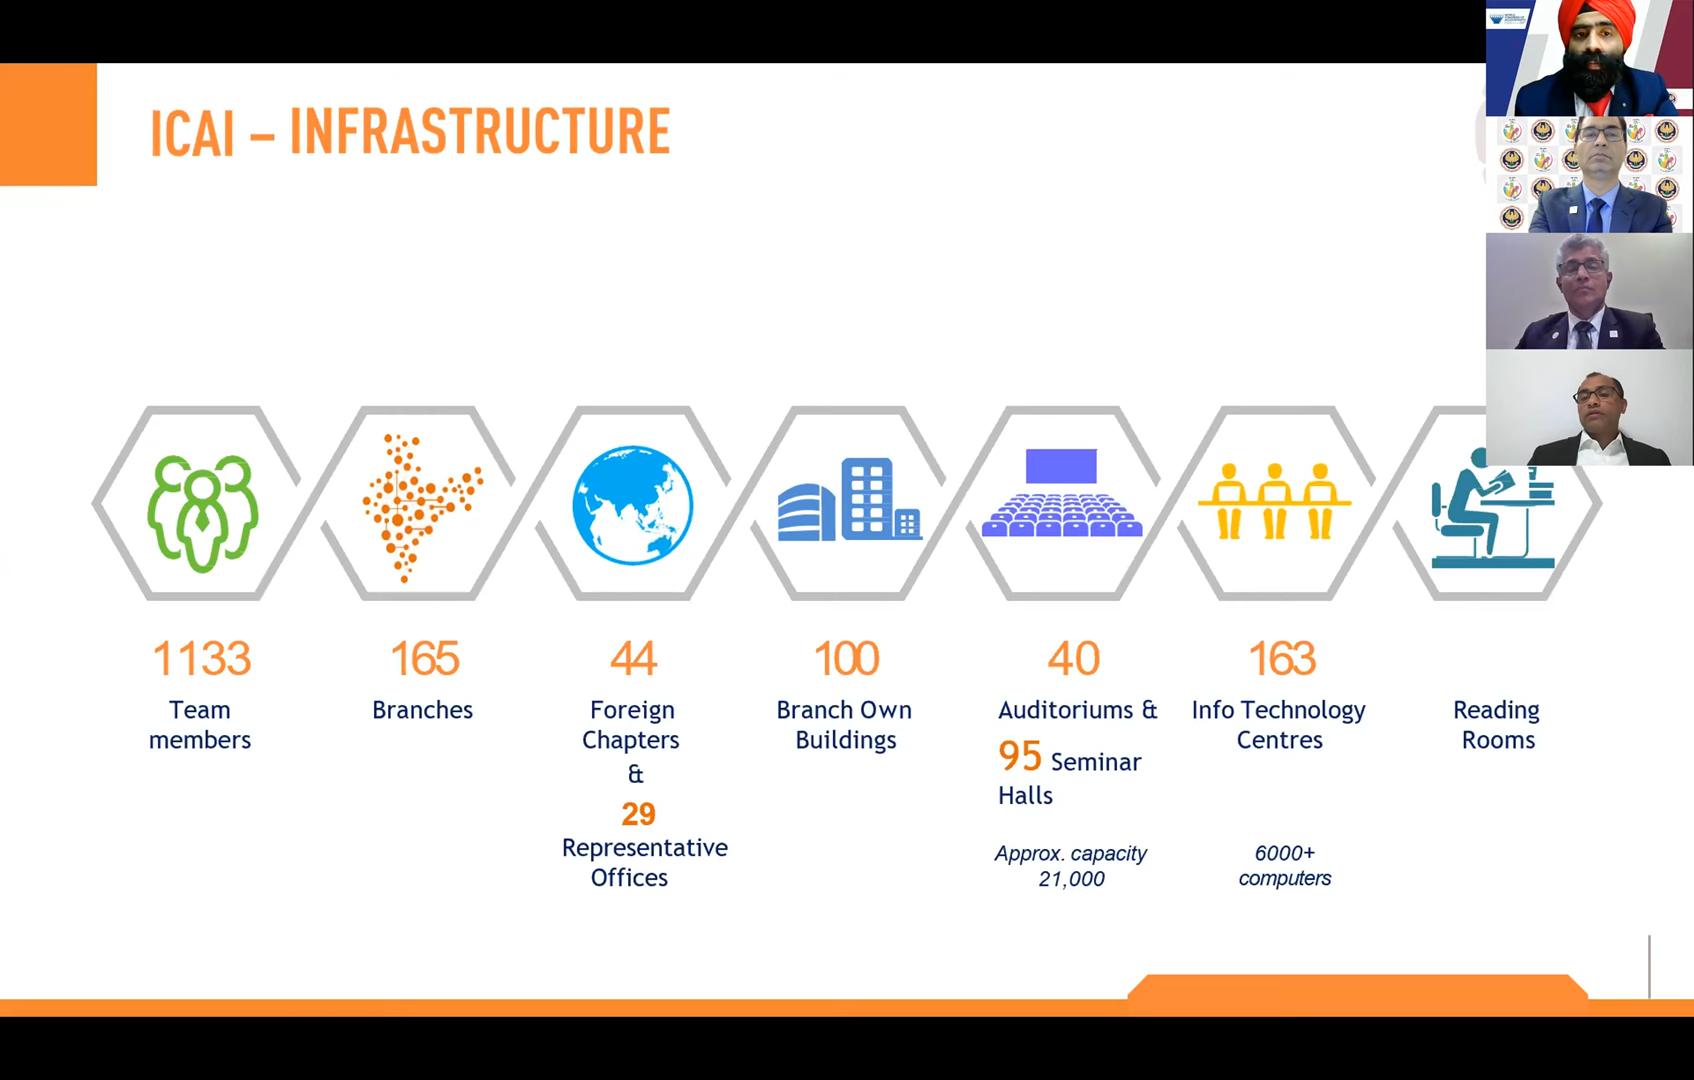 ICAI – INFRASTRUCTURE
1133
Team
members
165
Branches
44
Foreign
Chapters
&
29
Representative
Offices
100
Branch Own
Buildings
40
Auditoriums &
95 Seminar
Halls
Approx. capacity
21,000
163
Info Technology
Centres
6000+
computers
Reading
Rooms